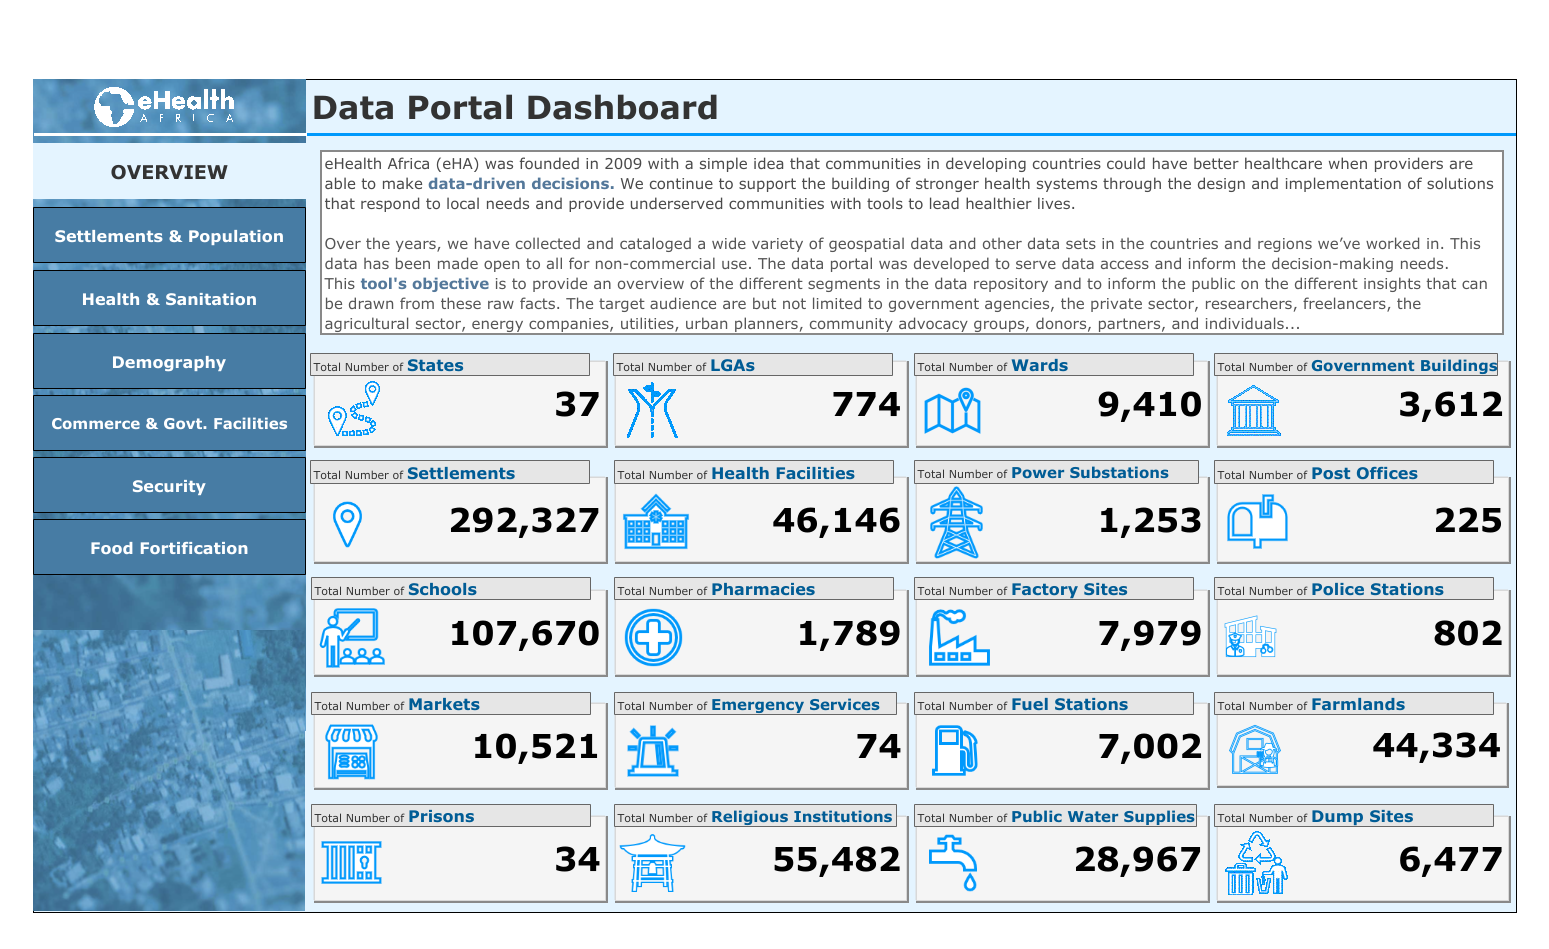 eHealth
AFRICA
Data Portal Dashboard
OVERVIEW
Settlements & Population
Health & Sanitation
Demography
Commerce & Govt. Facilities
Security
Food Fortification
eHealth Africa (eHA) was founded in 2009 with a simple idea that communities in developing countries could have better healthcare when providers are
able to make data-driven decisions. We continue to support the building of stronger health systems through the design and implementation of solutions
that respond to local needs and provide underserved communities with tools to lead healthier lives.
Over the years, we have collected and cataloged a wide variety of geospatial data and other data sets in the countries and regions we’ve worked in. This
data has been made open to all for non-commercial use. The data portal was developed to serve data access and inform the decision-making needs.
This tool's objective is to provide an overview of the different segments in the data repository and to inform the public on the different insights that can
be drawn from these raw facts. The target audience are but not limited to government agencies, the private sector, researchers, freelancers, the
agricultural sector, energy companies, utilities, urban planners, community advocacy groups, donors, partners, and individuals...
Total Number of States
37
Total Number of LGAs
774
Total Number of Wards
9,410
Total Number of Government Buildings
3,612
Total Number of Settlements
292,327
Total Number of Health Facilities
46,146
Total Number of Power Substations
1,253
Total Number of Post Offices
225
Total Number of Schools
107,670
Total Number of Pharmacies
1,789
Total Number of Factory Sites
7,979
Total Number of Police Stations
802
Total Number of Markets
10,521
Total Number of Emergency Services
74
Total Number of Fuel Stations
7,002
Total Number of Farmlands
44,334
Total Number of Prisons
34
Total Number of Religious Institutions
55,482
Total Number of Public Water Supplies
28,967
Total Number of Dump Sites
6,477